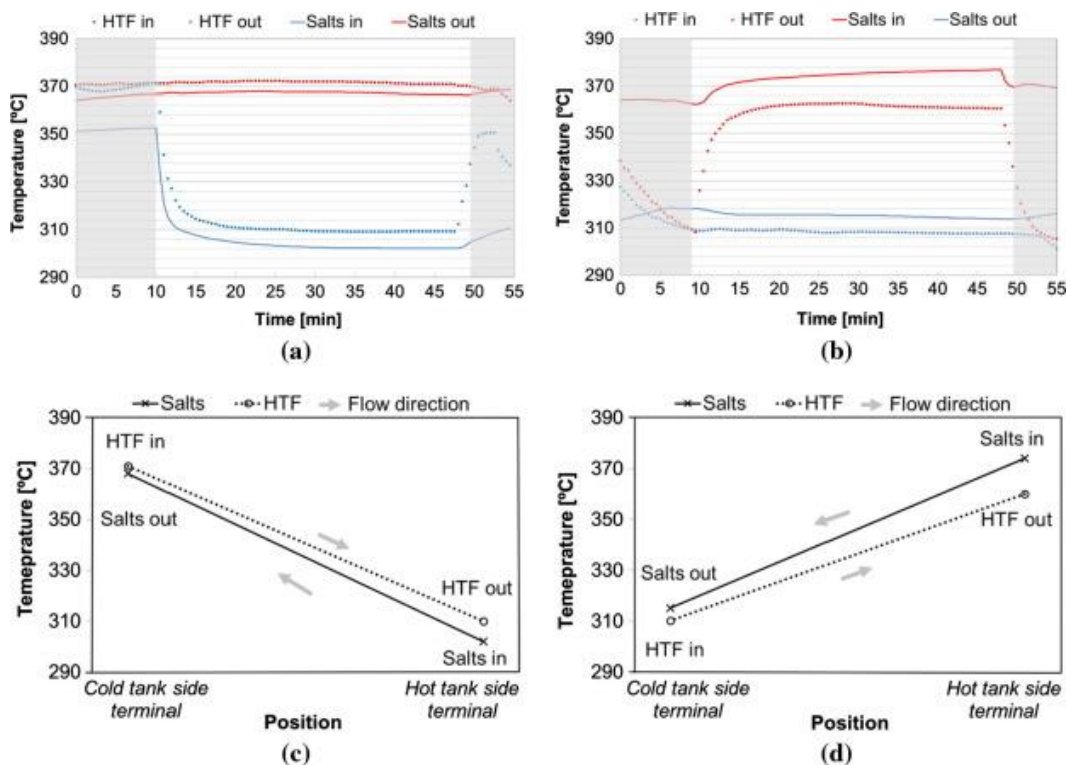 HTF in HTF out Salts in Salts out
Temperature [ºC]
390
370
350
330
310
290
0 5 10 15 20 25 30 35 40 45 50 55
Time [min]
(a)
HTF in HTF out Salts in Salts out
Temperature [ºC]
390
370
350
330
310
290
0 5 10 15 20 25 30 35 40 45 50 55
Time [min]
(b)
Salts HTF Flow direction
Temeprature [ºC]
390
370
350
330
310
290
HTF in
Salts out
HTF out
Salts in
Cold tank side terminal
Hot tank side terminal
Position
(c)
Salts HTF Flow direction
Temeprature [ºC]
390
370
350
330
310
290
Salts in
HTF out
Salts out
HTF in
Cold tank side terminal
Hot tank side terminal
Position
(d)